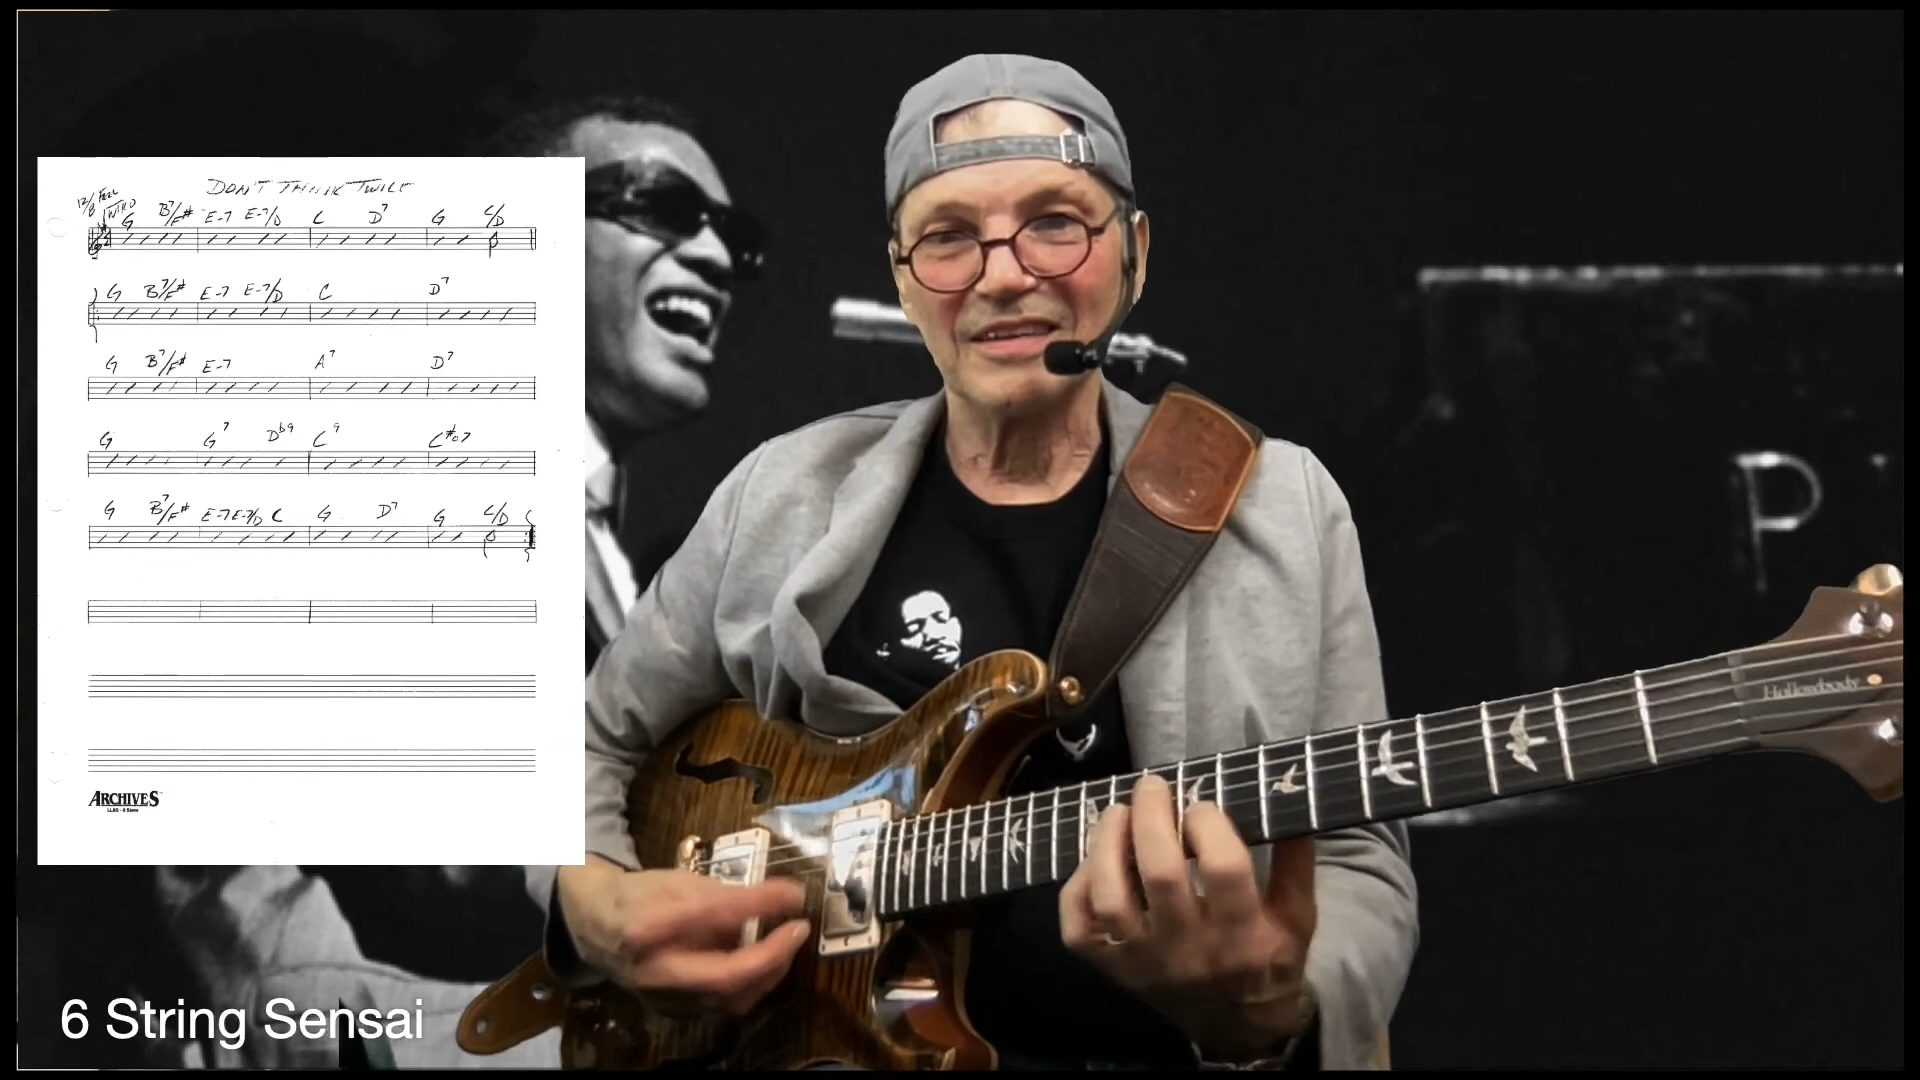 DON'T THINK TWICE
12/8 FEEL
INTRO
G B7/F# E-7 E-7/D C D7 G C/D
G B7/F# E-7 E-7/D C D7
G B7/F# E-7 A7 D7
G G7 Db9 C9 C#o7
G B7/F# E-7 E-7/D C G D7 G C/D
ARCHIVES
P
Hollowbody
6 String Sensai